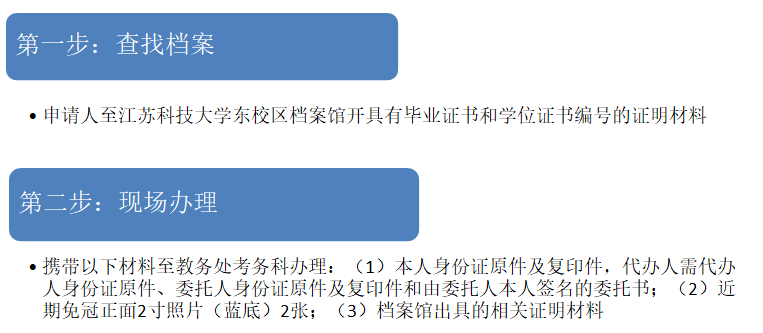 第一步：查找档案
• 申请人至江苏科技大学东校区档案馆开具有毕业证书和学位证书编号的证明材料
第二步：现场办理
• 携带以下材料至教务处考务科办理：（1）本人身份证原件及复印件，代办人需代办
人身份证原件、委托人身份证原件及复印件和由委托人本人签名的委托书；（2）近
期免冠正面2寸照片（蓝底）2张；（3）档案馆出具的相关证明材料